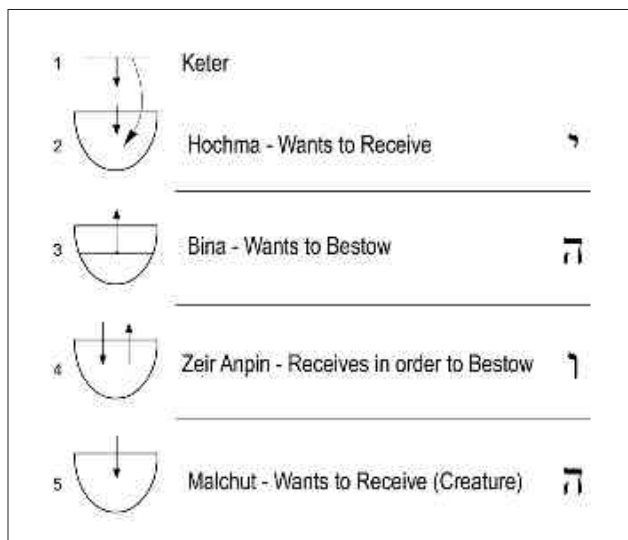 1 Keter
2 Hochma - Wants to Receive י
3 Bina - Wants to Bestow ה
4 Zeir Anpin - Receives in order to Bestow ו
5 Malchut - Wants to Receive (Creature) ה